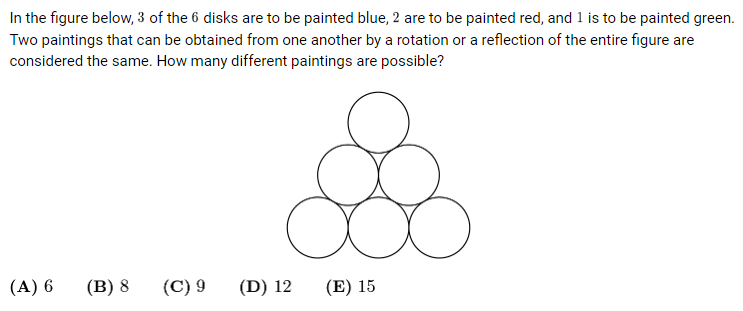 In the figure below, 3 of the 6 disks are to be painted blue, 2 are to be painted red, and 1 is to be painted green.
Two paintings that can be obtained from one another by a rotation or a reflection of the entire figure are
considered the same. How many different paintings are possible?
(A) 6 (B) 8 (C) 9 (D) 12 (E) 15